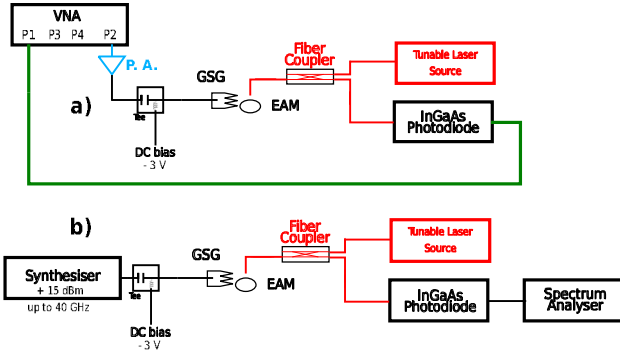 VNA
P1 P3 P4 P2
P. A.
Fiber
Coupler
Tunable Laser
Source
GSG
a)
EAM
InGaAs
Photodiode
Tee
DC bias
- 3 V
b)
Fiber
Coupler
Tunable Laser
Source
GSG
Synthesiser
+ 15 dBm
up to 40 GHz
EAM
Tee
InGaAs
Photodiode
Spectrum
Analyser
DC bias
- 3 V